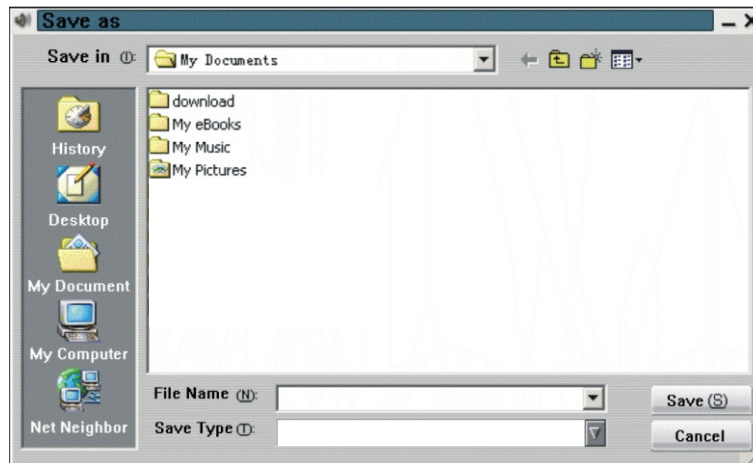 Save as
Save in (I):
My Documents
download
My eBooks
My Music
My Pictures
History
Desktop
My Document
My Computer
Net Neighbor
File Name (N):
Save (S)
Save Type (T):
Cancel